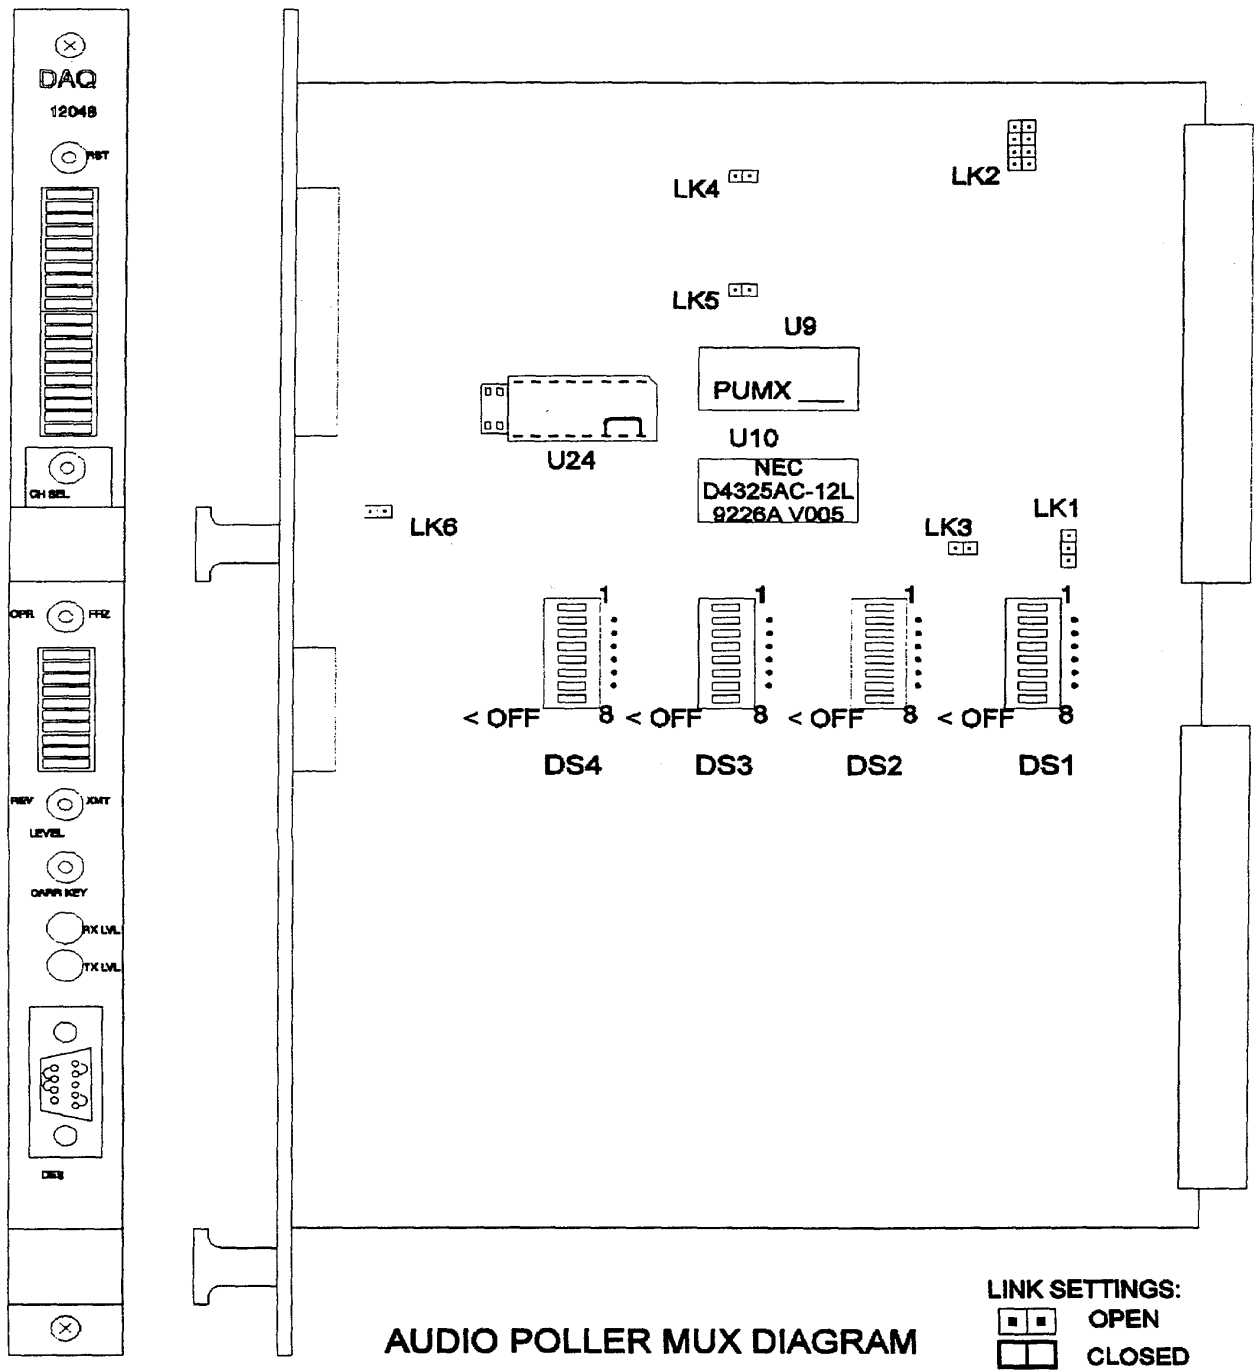 DAQ
12048
RST
CH SEL
OPR FRZ
REV XMT
LEVEL
CARR KEY
RX LVL
TX LVL
LK4
LK2
LK5
U9
PUMX ____
U24
U10
NEC
D4325AC-12L
9226A V005
LK6
LK3
LK1
1 1 1 1
8 8 8 8
< OFF < OFF < OFF < OFF
DS4 DS3 DS2 DS1
AUDIO POLLER MUX DIAGRAM
LINK SETTINGS:
OPEN
CLOSED